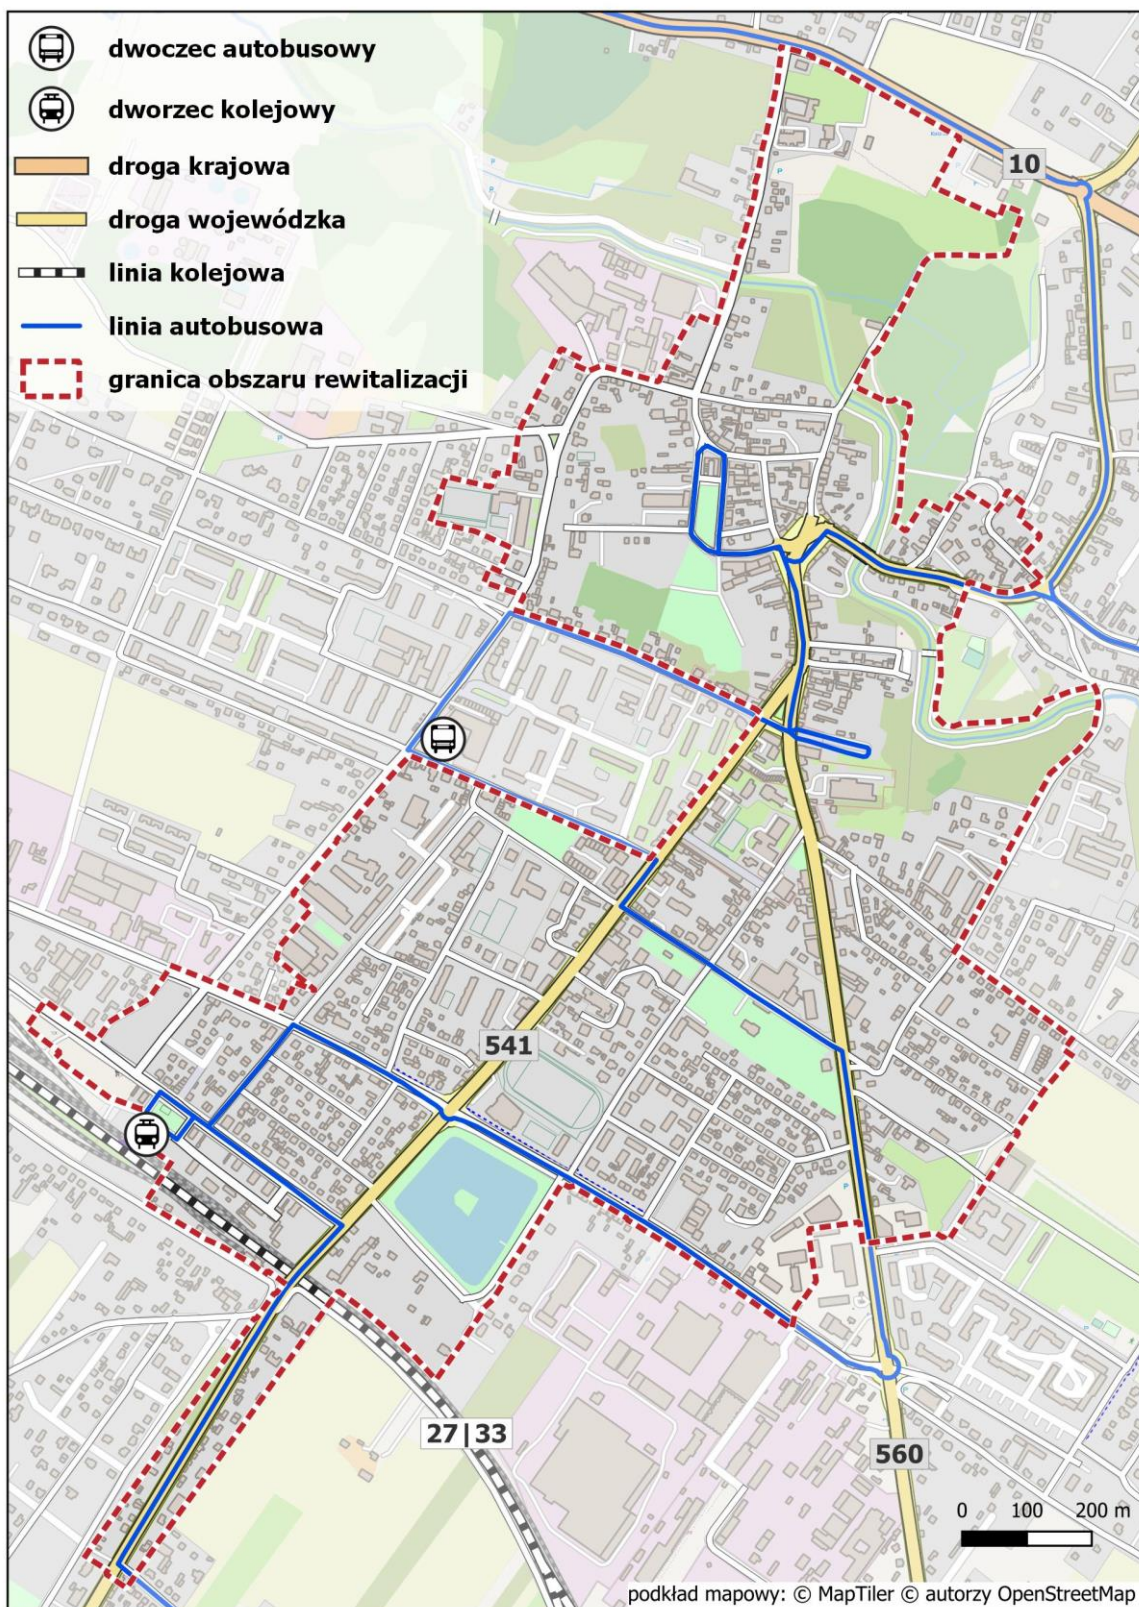 dwoczec autobusowy
dworzec kolejowy
droga krajowa
droga wojewódzka
linia kolejowa
linia autobusowa
granica obszaru rewitalizacji
10
541
27|33
560
0 100 200 m
podkład mapowy: © MapTiler © autorzy OpenStreetMap